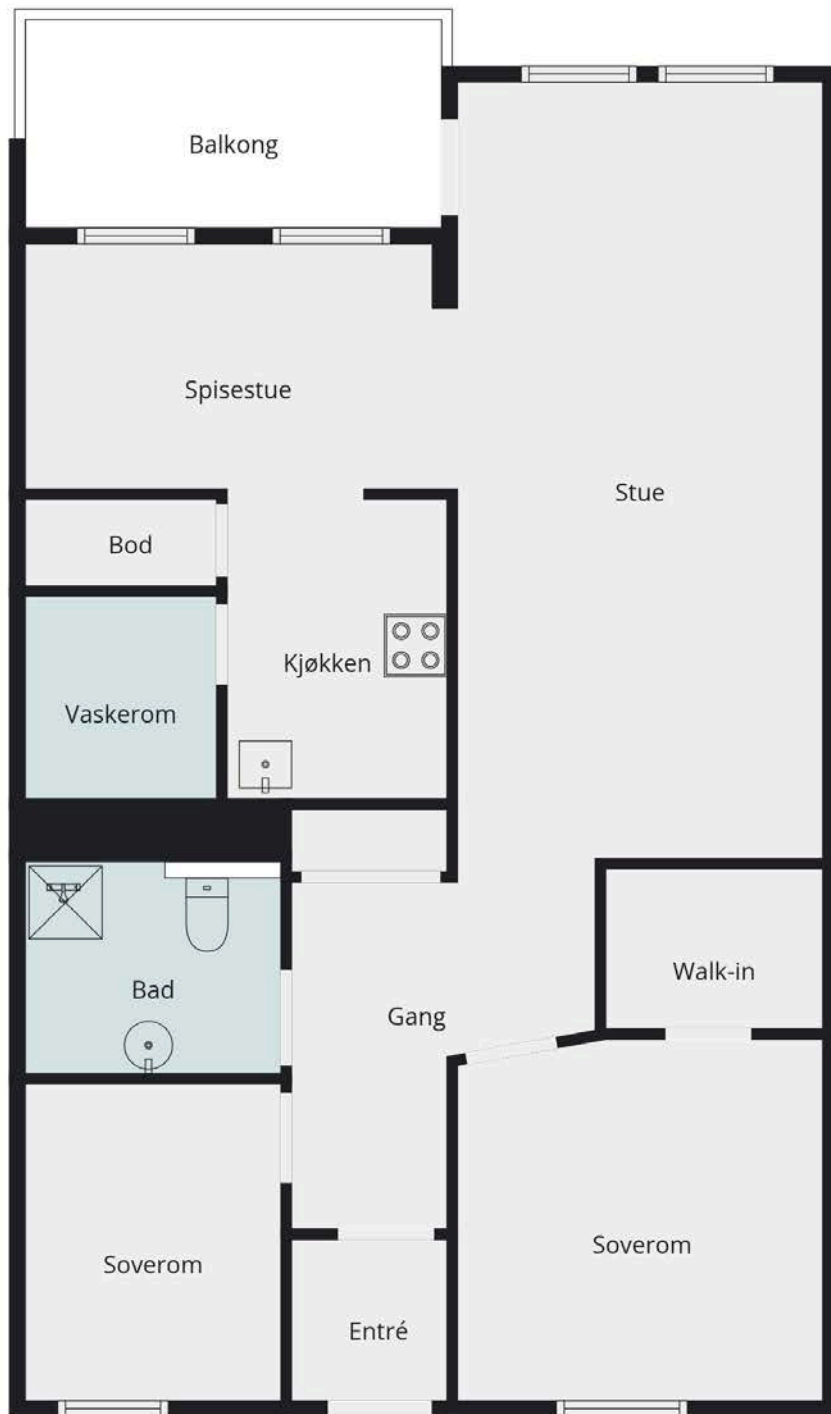 Balkong
Spisestue
Stue
Bod
Kjøkken
Vaskerom
Walk-in
Bad
Gang
Soverom
Soverom
Entré